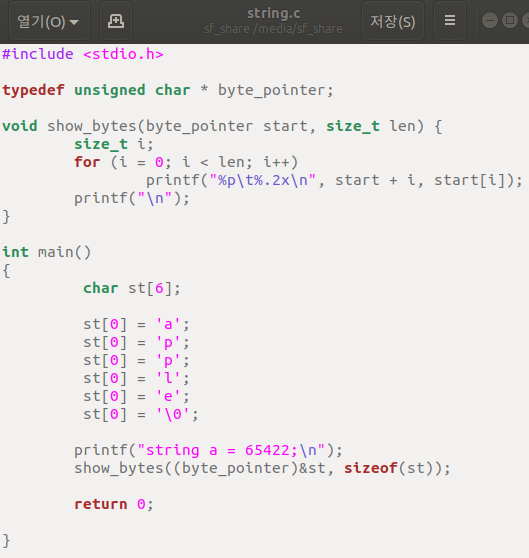 열기(O)
string.c
sf_share /media/sf_share
저장(S)
#include <stdio.h>

typedef unsigned char * byte_pointer;

void show_bytes(byte_pointer start, size_t len) {
        size_t i;
        for (i = 0; i < len; i++)
                printf("%p\t%.2x\n", start + i, start[i]);
        printf("\n");
}

int main()
{
         char st[6];

         st[0] = 'a';
         st[0] = 'p';
         st[0] = 'p';
         st[0] = 'l';
         st[0] = 'e';
         st[0] = '\0';

        printf("string a = 65422;\n");
        show_bytes((byte_pointer)&st, sizeof(st));

        return 0;

}